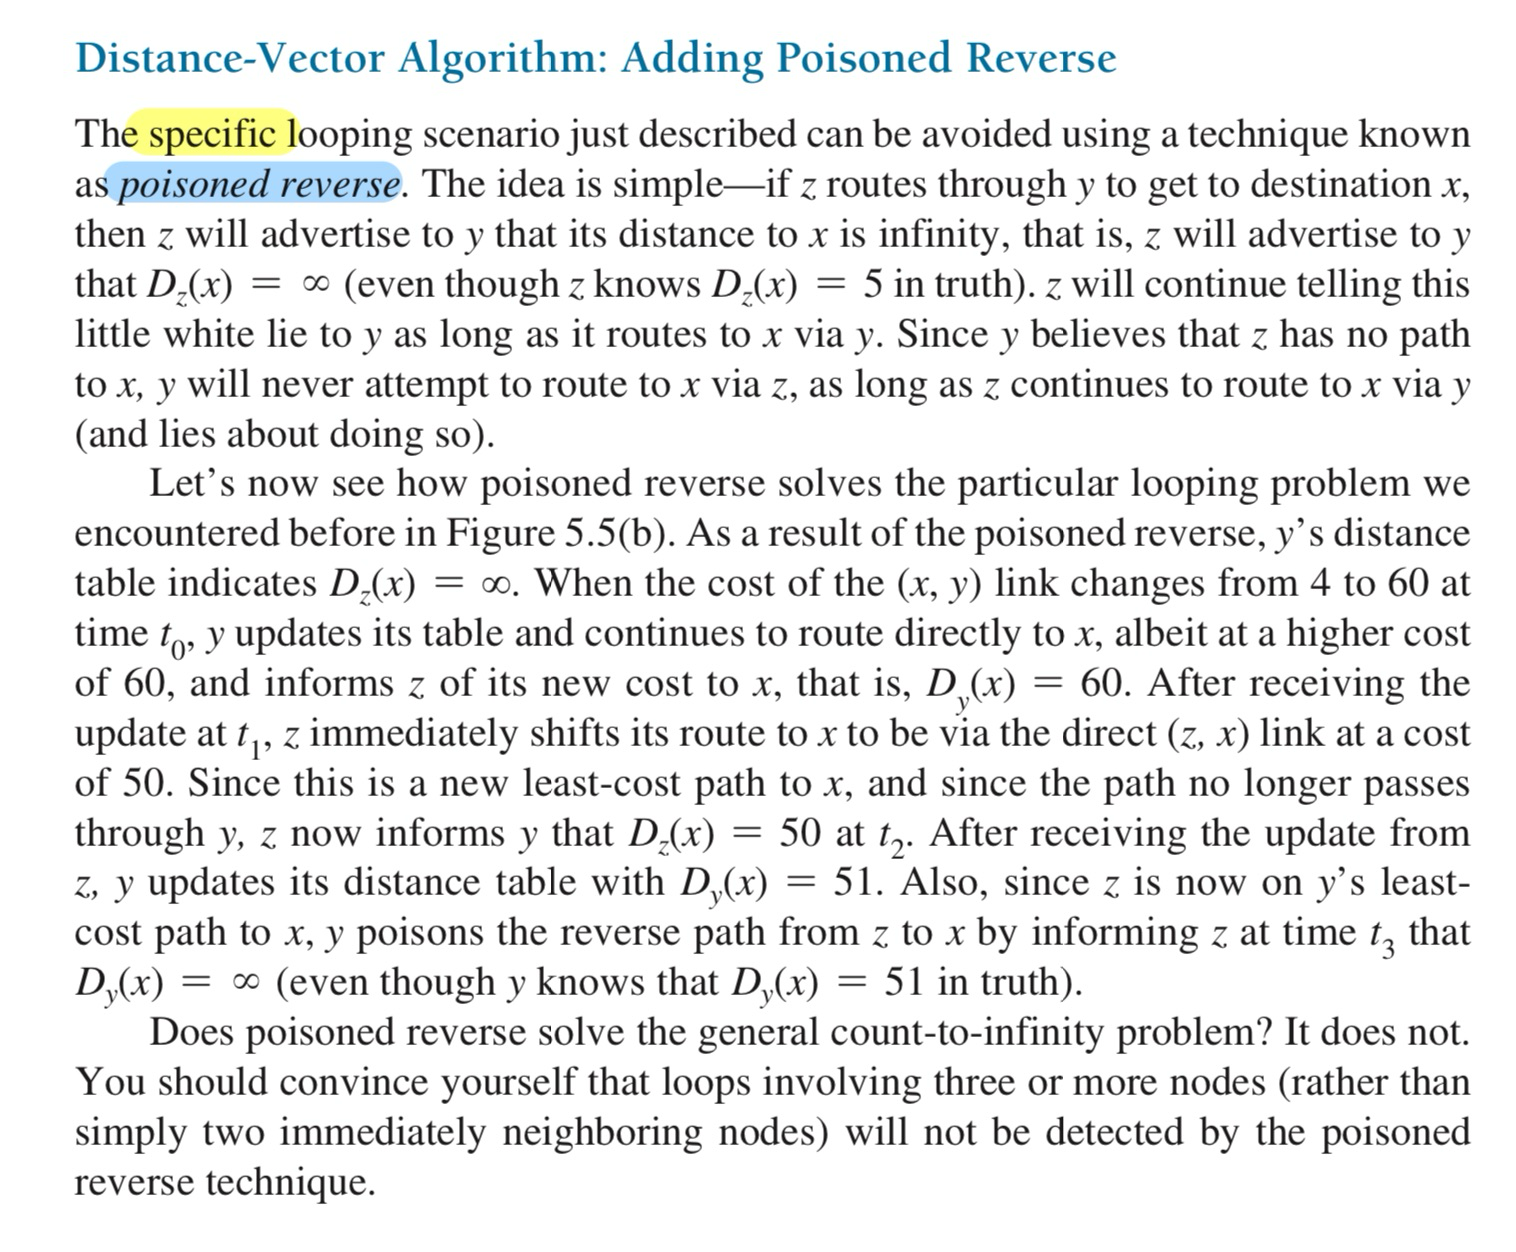 Distance-Vector Algorithm: Adding Poisoned Reverse
The specific looping scenario just described can be avoided using a technique known
as poisoned reverse. The idea is simple—if z routes through y to get to destination x,
then z will advertise to y that its distance to x is infinity, that is, z will advertise to y
that D_z(x) = ∞ (even though z knows D_z(x) = 5 in truth). z will continue telling this
little white lie to y as long as it routes to x via y. Since y believes that z has no path
to x, y will never attempt to route to x via z, as long as z continues to route to x via y
(and lies about doing so).
Let’s now see how poisoned reverse solves the particular looping problem we
encountered before in Figure 5.5(b). As a result of the poisoned reverse, y’s distance
table indicates D_z(x) = ∞. When the cost of the (x, y) link changes from 4 to 60 at
time t₀, y updates its table and continues to route directly to x, albeit at a higher cost
of 60, and informs z of its new cost to x, that is, D_y(x) = 60. After receiving the
update at t₁, z immediately shifts its route to x to be via the direct (z, x) link at a cost
of 50. Since this is a new least-cost path to x, and since the path no longer passes
through y, z now informs y that D_z(x) = 50 at t₂. After receiving the update from
z, y updates its distance table with D_y(x) = 51. Also, since z is now on y’s least-
cost path to x, y poisons the reverse path from z to x by informing z at time t₃ that
D_y(x) = ∞ (even though y knows that D_y(x) = 51 in truth).
Does poisoned reverse solve the general count-to-infinity problem? It does not.
You should convince yourself that loops involving three or more nodes (rather than
simply two immediately neighboring nodes) will not be detected by the poisoned
reverse technique.